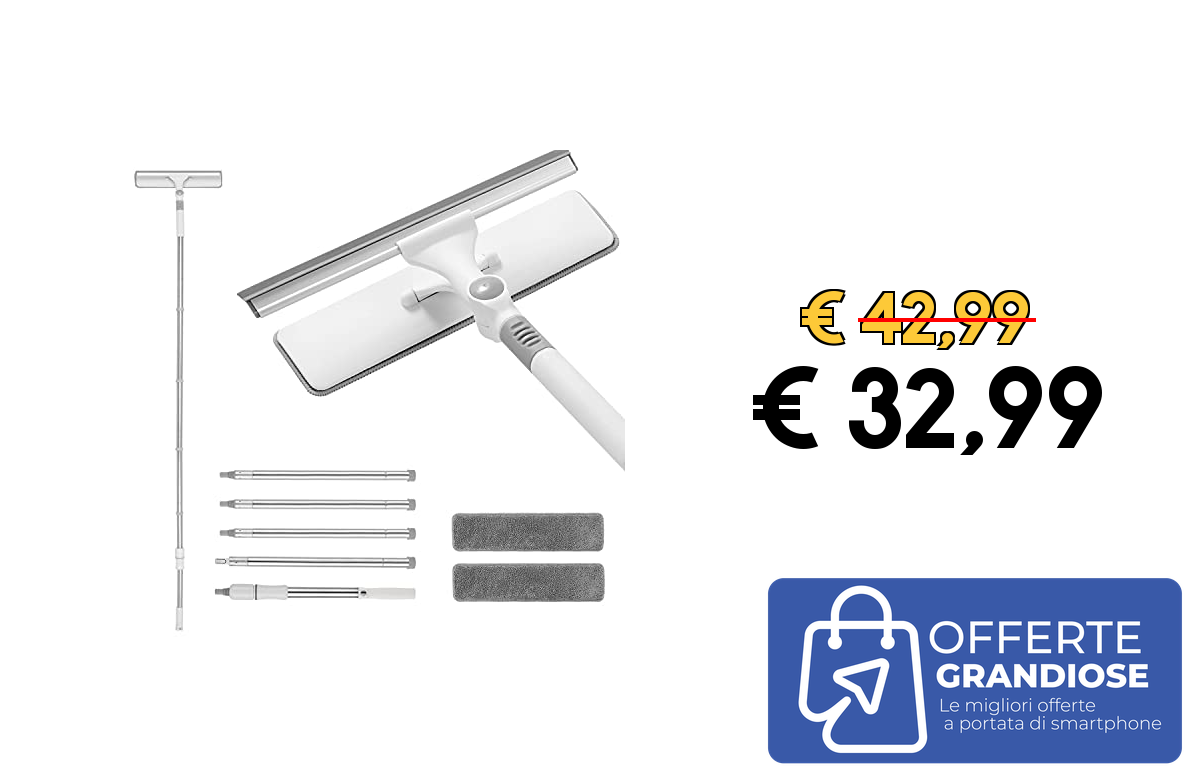 € 42,99
€ 32,99
OFFERTE
GRANDIOSE
Le migliori offerte
a portata di smartphone